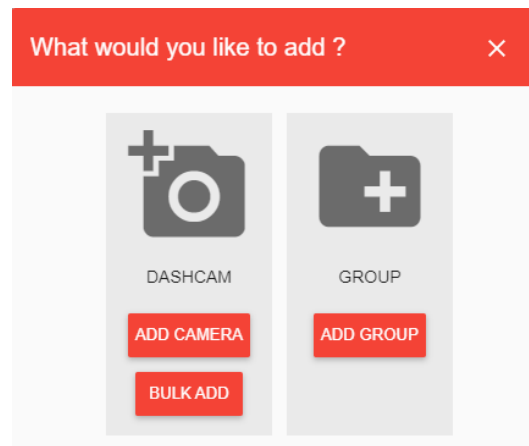 What would you like to add ?
DASHCAM
ADD CAMERA
BULK ADD
GROUP
ADD GROUP